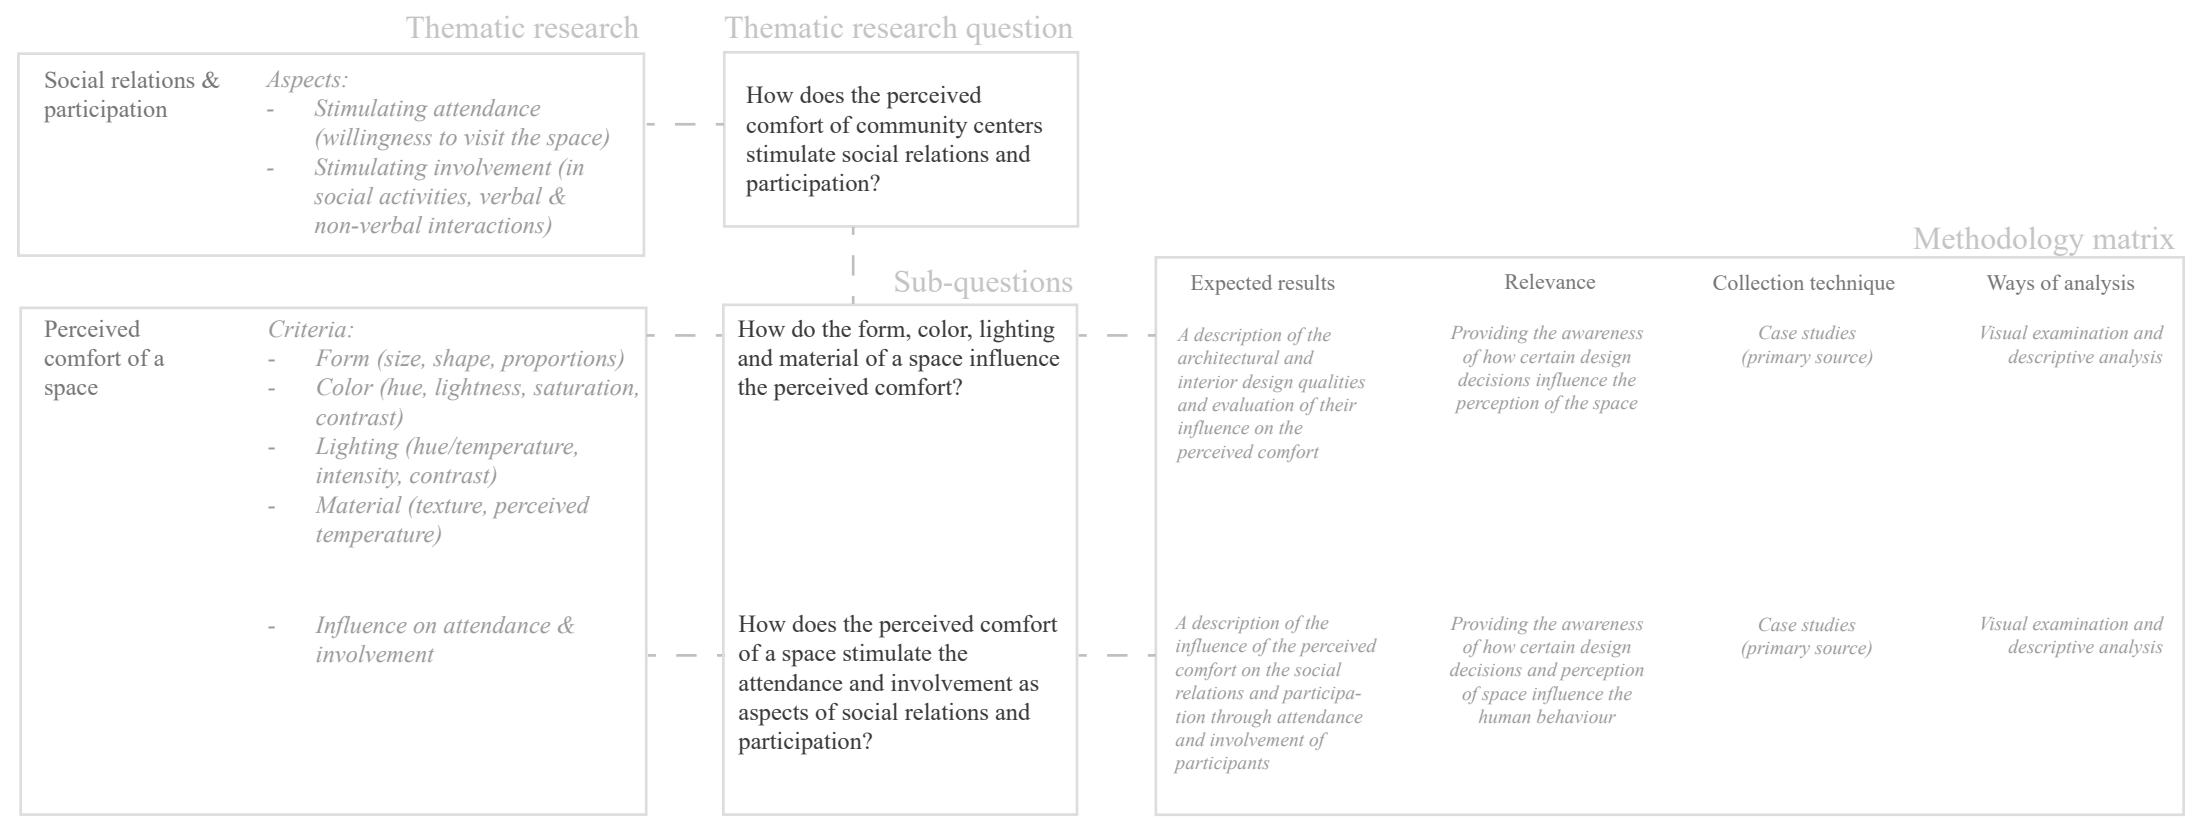 Thematic research
Social relations &
participation
Aspects:
- Stimulating attendance
(willingness to visit the space)
- Stimulating involvement (in
social activities, verbal &
non-verbal interactions)
Thematic research question
How does the perceived
comfort of community centers
stimulate social relations and
participation?
Perceived
comfort of a
space
Criteria:
- Form (size, shape, proportions)
- Color (hue, lightness, saturation,
contrast)
- Lighting (hue/temperature,
intensity, contrast)
- Material (texture, perceived
temperature)
- Influence on attendance &
involvement
Sub-questions
How do the form, color, lighting
and material of a space influence
the perceived comfort?
How does the perceived comfort
of a space stimulate the
attendance and involvement as
aspects of social relations and
participation?
Methodology matrix
Expected results
Relevance
Collection technique
Ways of analysis
A description of the
architectural and
interior design qualities
and evaluation of their
influence on the
perceived comfort
Providing the awareness
of how certain design
decisions influence the
perception of the space
Case studies
(primary source)
Visual examination and
descriptive analysis
A description of the
influence of the perceived
comfort on the social
relations and participa-
tion through attendance
and involvement of
participants
Providing the awareness
of how certain design
decisions and perception
of space influence the
human behaviour
Case studies
(primary source)
Visual examination and
descriptive analysis